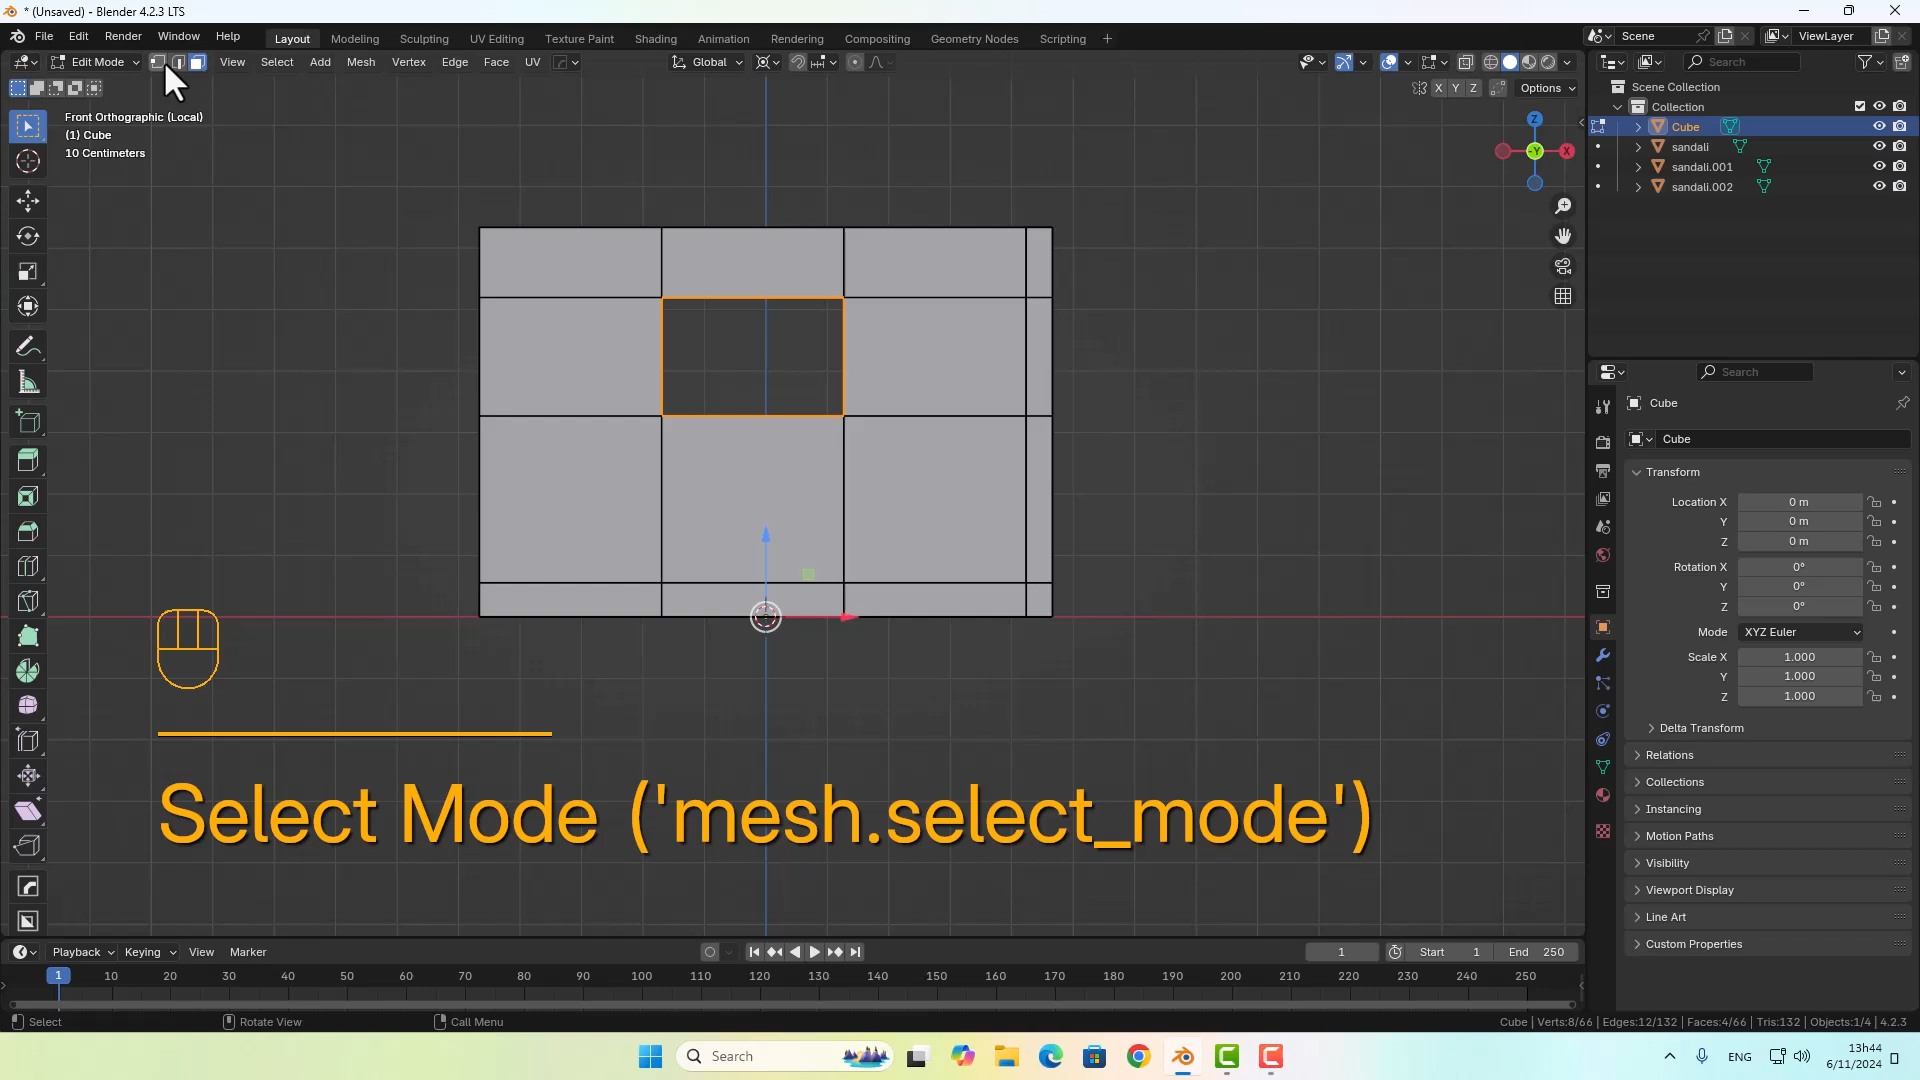 * (Unsaved) - Blender 4.2.3 LTS
File Edit Render Window Help Layout Modeling Sculpting UV Editing Texture Paint Shading Animation Rendering Compositing Geometry Nodes Scripting + Scene ViewLayer
Edit Mode View Select Add Mesh Vertex Edge Face UV Global Search
X Y Z Options
Scene Collection
Collection
Cube
sandali
sandali.001
sandali.002
Front Orthographic (Local)
(1) Cube
10 Centimeters
Z
-Y X
Search
Cube
Cube
Transform
Location X 0 m
Y 0 m
Z 0 m
Rotation X 0°
Y 0°
Z 0°
Mode XYZ Euler
Scale X 1.000
Y 1.000
Z 1.000
Delta Transform
Relations
Collections
Instancing
Motion Paths
Visibility
Viewport Display
Line Art
Custom Properties
Select Mode ('mesh.select_mode')
Playback Keying View Marker 1 Start 1 End 250
1 10 20 30 40 50 60 70 80 90 100 110 120 130 140 150 160 170 180 190 200 210 220 230 240 250
Select Rotate View Call Menu Cube | Verts:8/66 | Edges:12/132 | Faces:4/66 | Tris:132 | Objects:1/4 | 4.2.3
Search ENG 13h44
6/11/2024